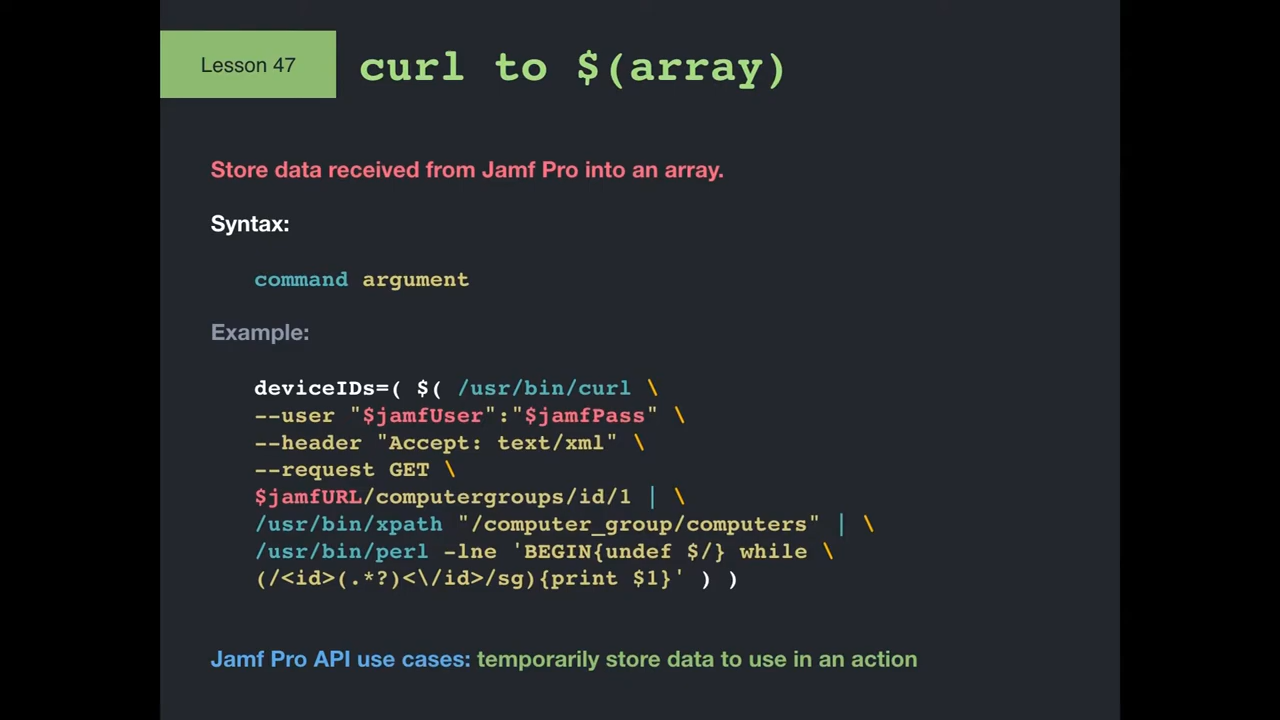 Lesson 47
curl to $(array)
Store data received from Jamf Pro into an array.
Syntax:
command argument
Example:
deviceIDs=( $( /usr/bin/curl \
--user "$jamfUser":"$jamfPass" \
--header "Accept: text/xml" \
--request GET \
$jamfURL/computergroups/id/1 | \
/usr/bin/xpath "/computer_group/computers" | \
/usr/bin/perl -lne 'BEGIN{undef $/} while \
(/<id>(.*?)<\/id>/sg){print $1}' ) )
Jamf Pro API use cases: temporarily store data to use in an action